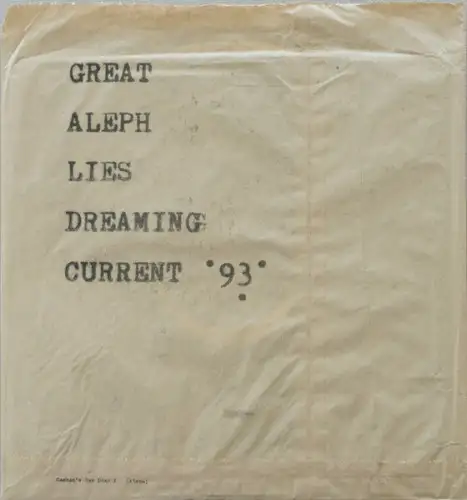 GREAT
ALEPH
LIES
DREAMING
CURRENT '93'